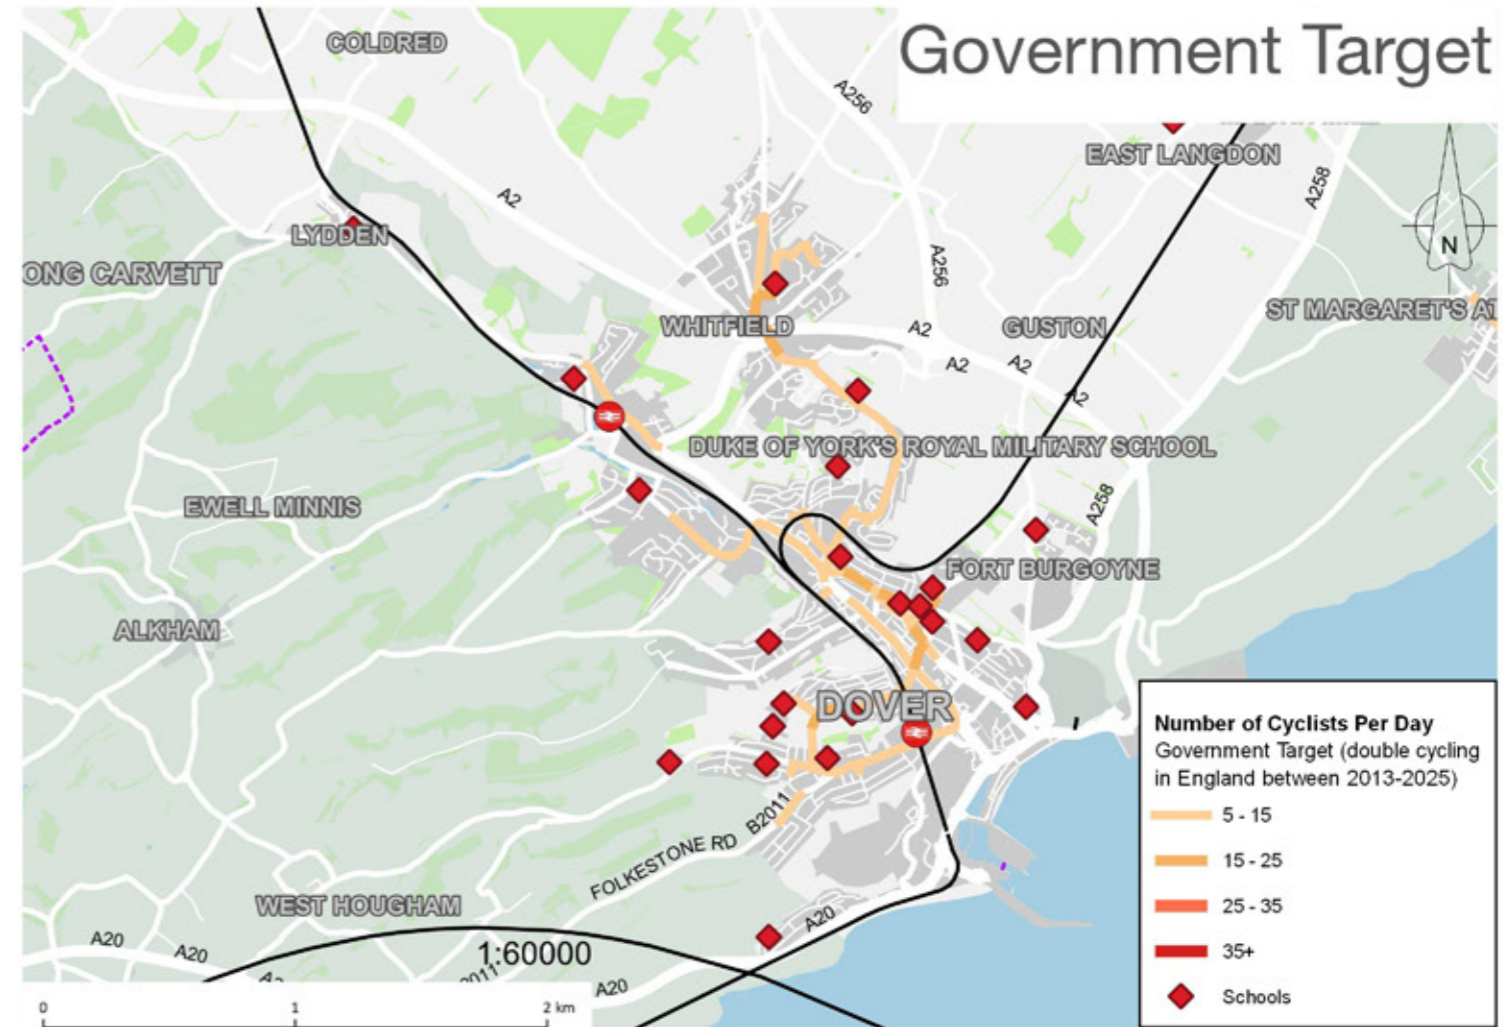 Government Target
COLDRED
A256
EAST LANGDON
A258
A2
LYDDEN
N
ONG CARVETT
A256
ST MARGARET'S
WHITFIELD
A2
GUSTON
A2
A2
A2
DUKE OF YORK'S ROYAL MILITARY SCHOOL
EWELL MINNIS
A258
FORT BURGOYNE
ALKHAM
DOVER
Number of Cyclists Per Day
Government Target (double cycling
in England between 2013-2025)
5 - 15
15 - 25
25 - 35
35+
Schools
B2011
FOLKESTONE RD
WEST HOUGHAM
A20
A20
A20
1:60000
A20
0 1 2 km